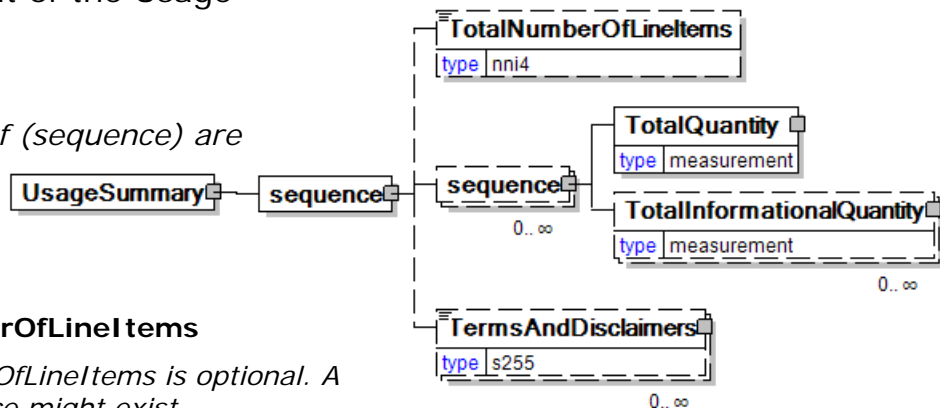 t of the Usage
f (sequence) are
rOfLineItems
OfLineItems is optional. A
se might exist
UsageSummary
sequence
TotalNumberOfLineItems
type nni4
sequence
0.. ∞
TotalQuantity
type measurement
TotalInformationalQuantity
type measurement
0.. ∞
TermsAndDisclaimers
type s255
0.. ∞